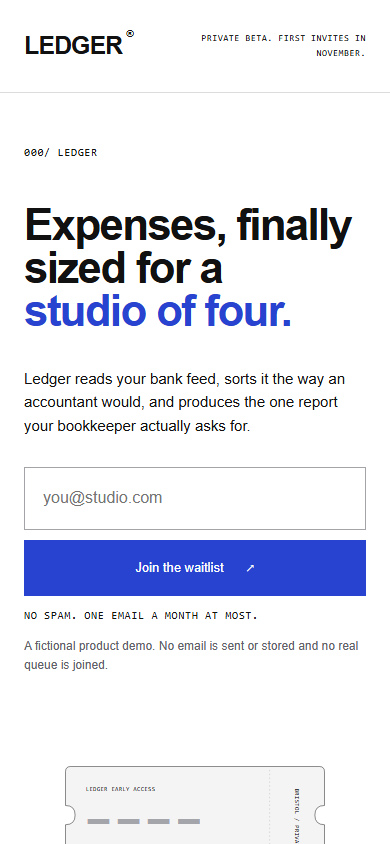 LEDGER®
PRIVATE BETA. FIRST INVITES IN
NOVEMBER.
000/ LEDGER
Expenses, finally
sized for a
studio of four.
Ledger reads your bank feed, sorts it the way an
accountant would, and produces the one report
your bookkeeper actually asks for.
you@studio.com
Join the waitlist ↗
NO SPAM. ONE EMAIL A MONTH AT MOST.
A fictional product demo. No email is sent or stored and no real
queue is joined.
LEDGER EARLY ACCESS
BRISTOL /